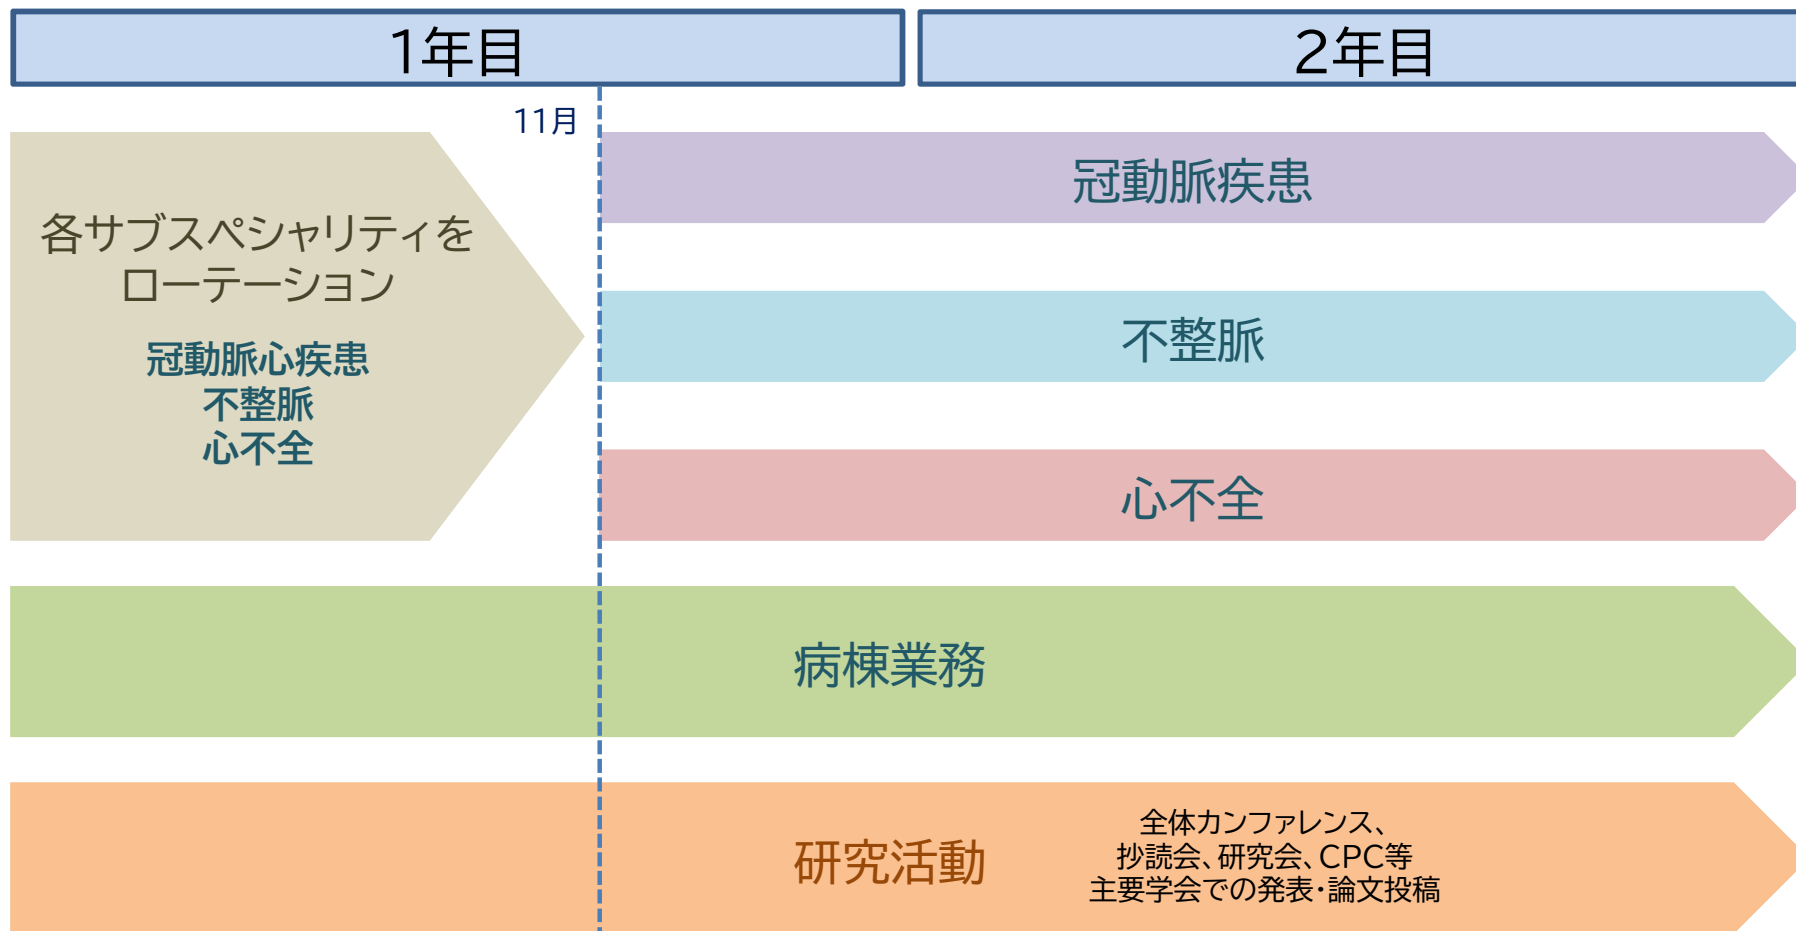 1年目
2年目
11月
各サブスペシャリティを
ローテーション
冠動脈心疾患
不整脈
心不全
冠動脈疾患
不整脈
心不全
病棟業務
研究活動
全体カンファレンス、
抄読会、研究会、CPC等
主要学会での発表・論文投稿